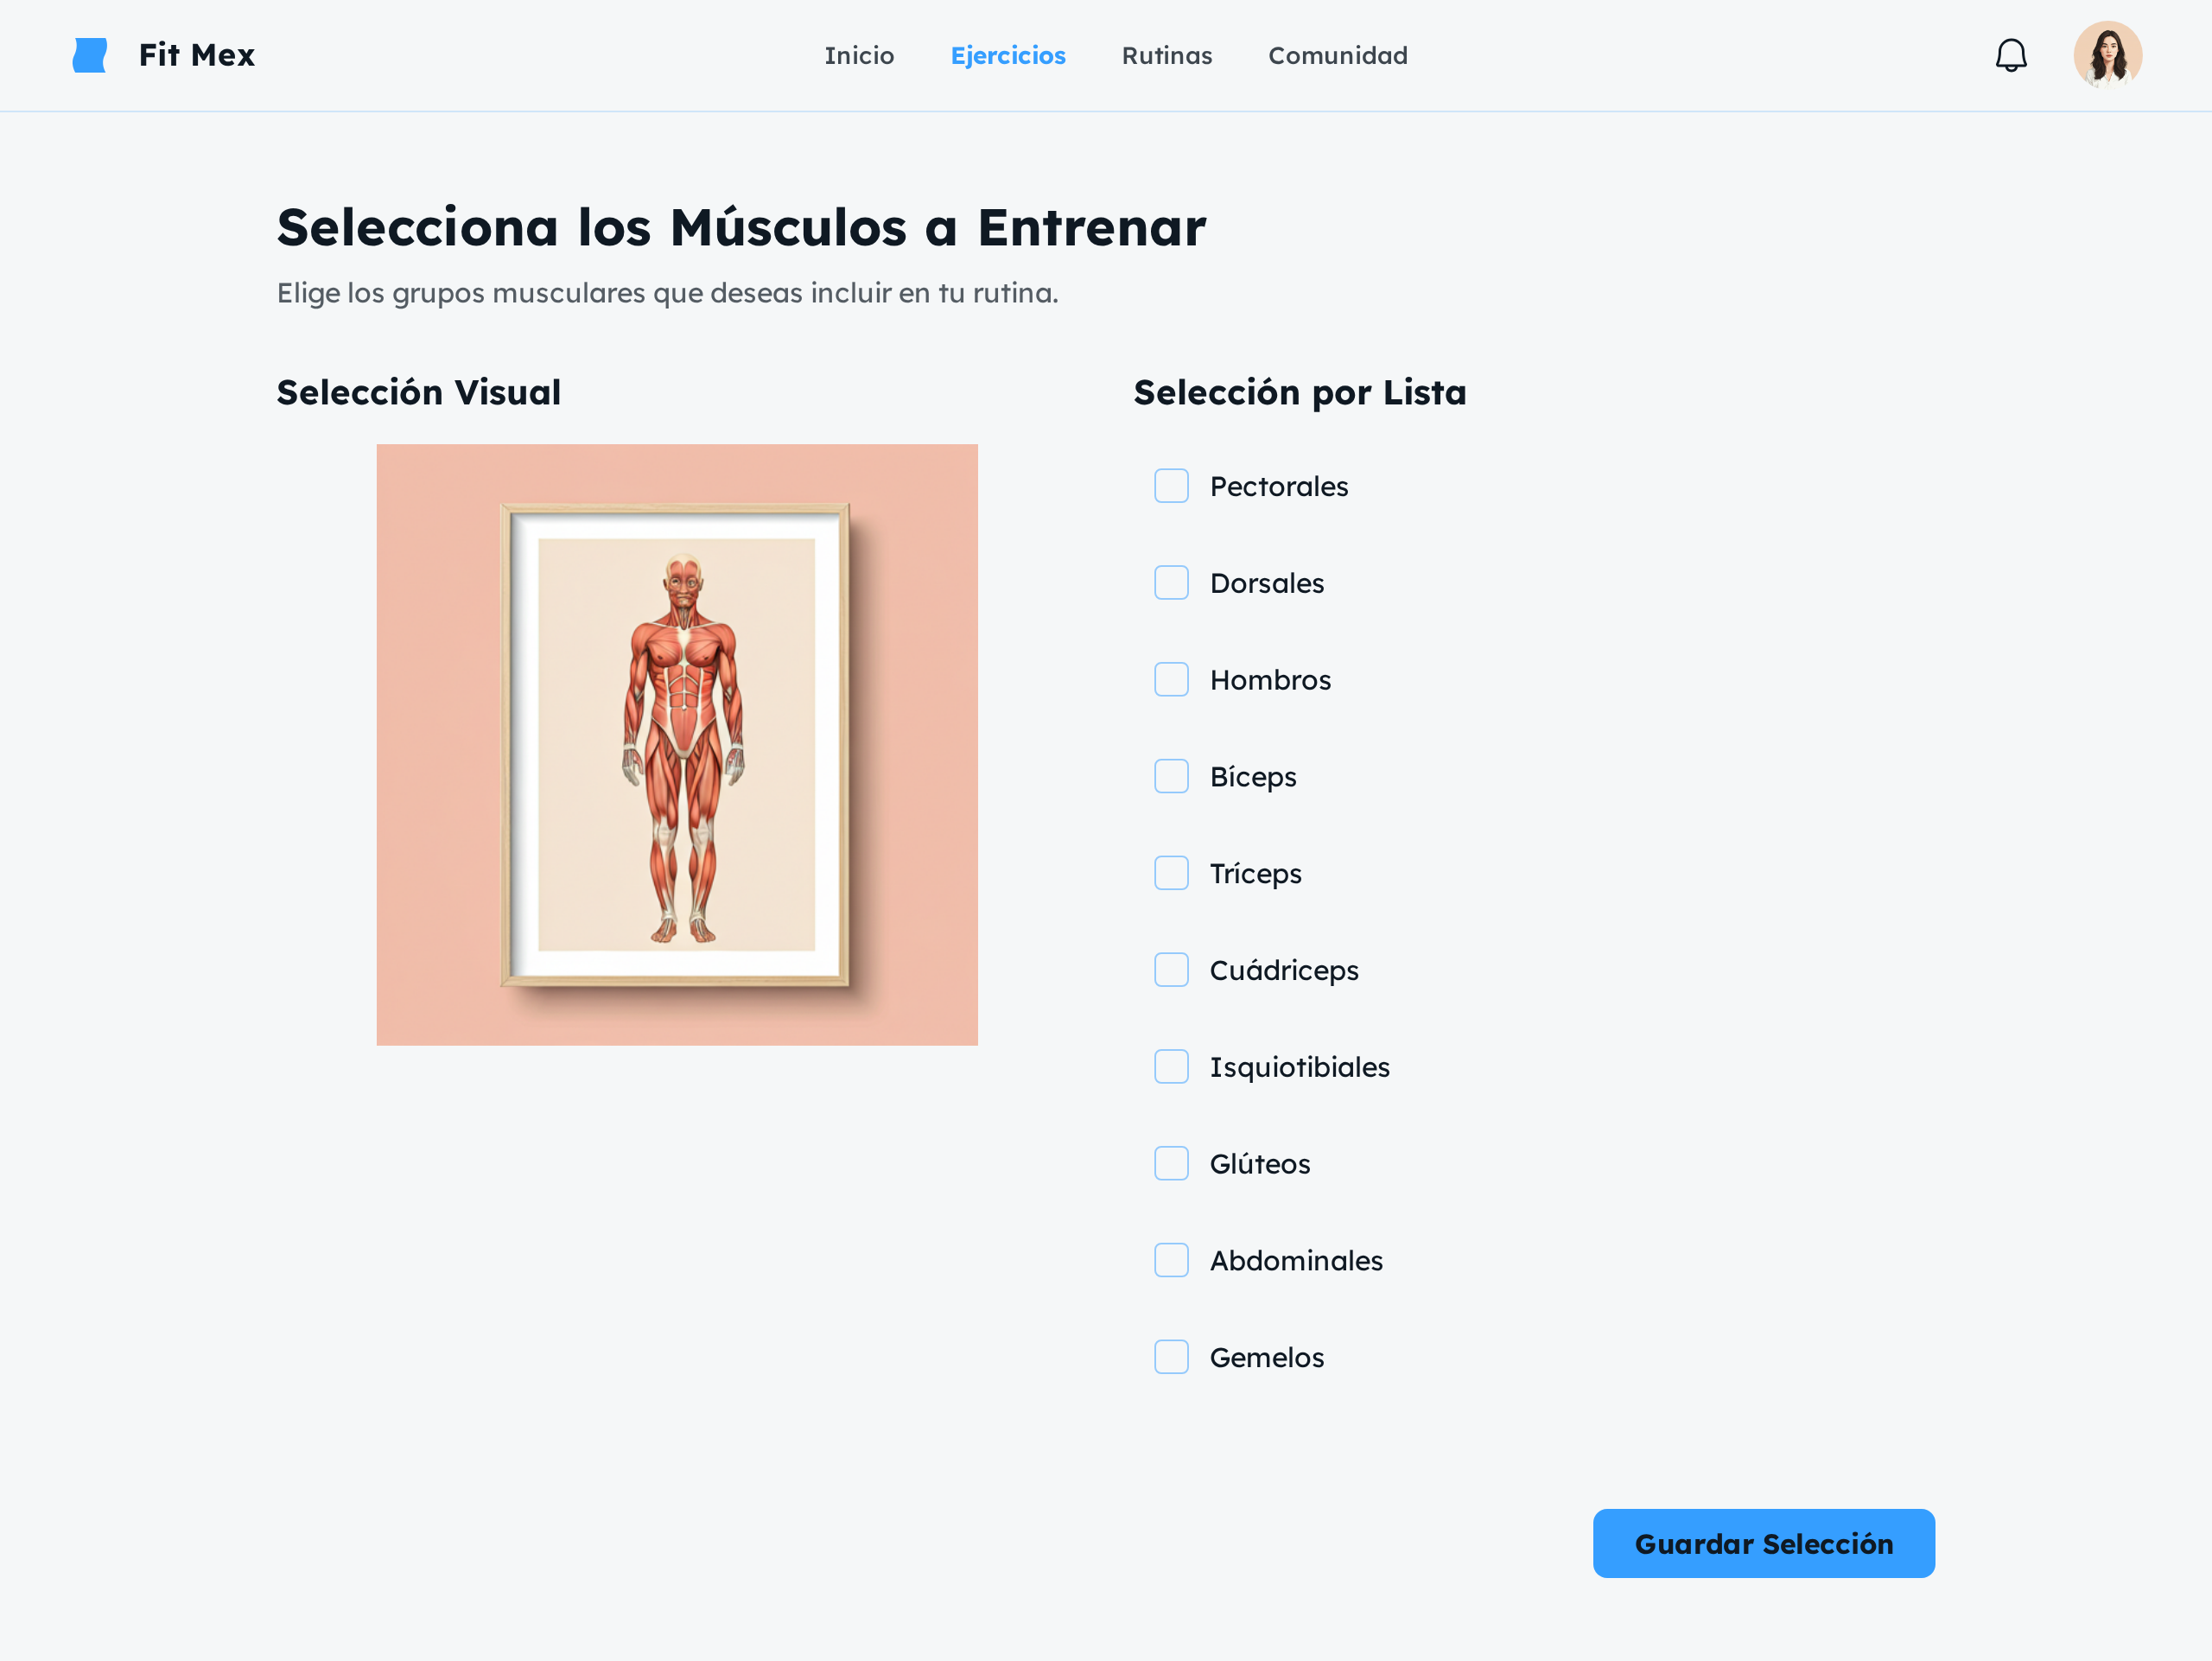 Fit Mex
Inicio
Ejercicios
Rutinas
Comunidad
Selecciona los Músculos a Entrenar
Elige los grupos musculares que deseas incluir en tu rutina.
Selección Visual
Selección por Lista
Pectorales
Dorsales
Hombros
Bíceps
Tríceps
Cuádriceps
Isquiotibiales
Glúteos
Abdominales
Gemelos
Guardar Selección